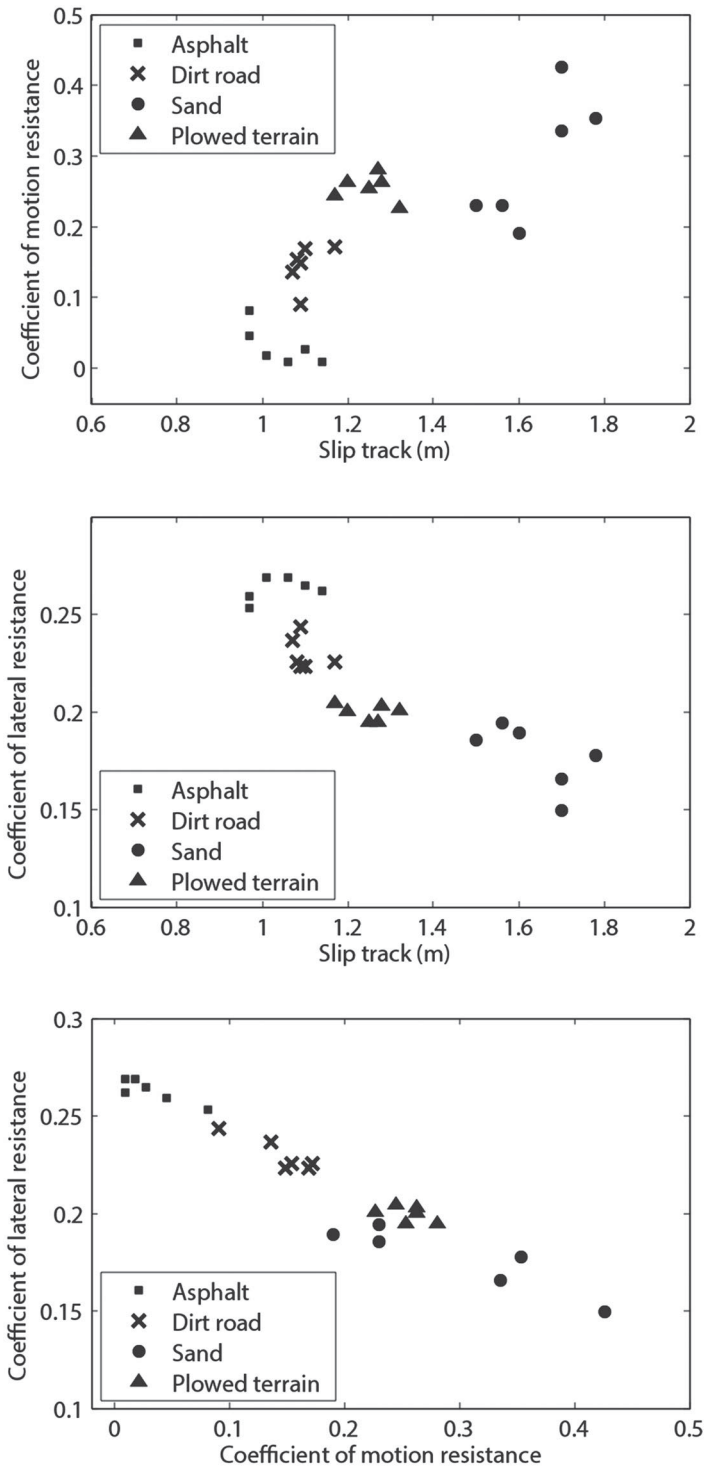 0.5
0.4
0.3
0.2
0.1
0
Coefficient of motion resistance
Asphalt
Dirt road
Sand
Plowed terrain
0.6 0.8 1 1.2 1.4 1.6 1.8 2
Slip track (m)
0.25
0.2
0.15
0.1
Coefficient of lateral resistance
Asphalt
Dirt road
Sand
Plowed terrain
0.6 0.8 1 1.2 1.4 1.6 1.8 2
Slip track (m)
0.3
0.25
0.2
0.15
0.1
Coefficient of lateral resistance
Asphalt
Dirt road
Sand
Plowed terrain
0 0.1 0.2 0.3 0.4 0.5
Coefficient of motion resistance